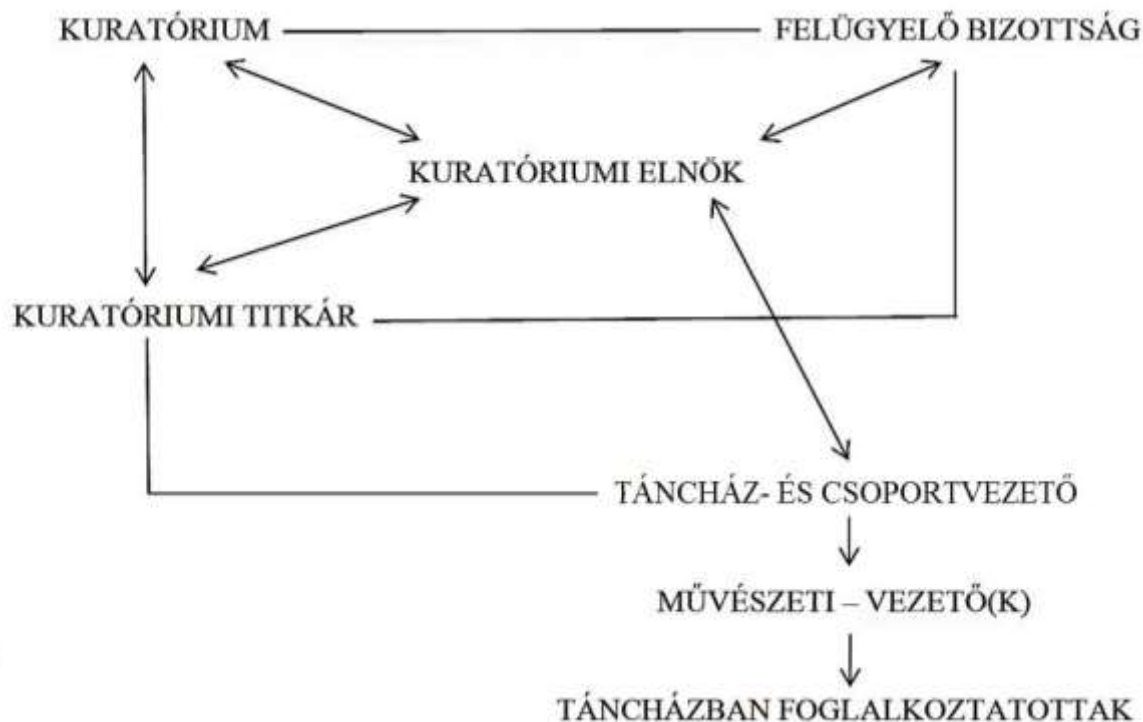 KURATÓRIUM FELÜGYELŐ BIZOTTSÁG
KURATÓRIUMI ELNÖK
KURATÓRIUMI TITKÁR
TÁNCHÁZ- ÉS CSOPORTVEZETŐ
MŰVÉSZETI – VEZETŐ(K)
TÁNCHÁZBAN FOGLALKOZTATOTTAK